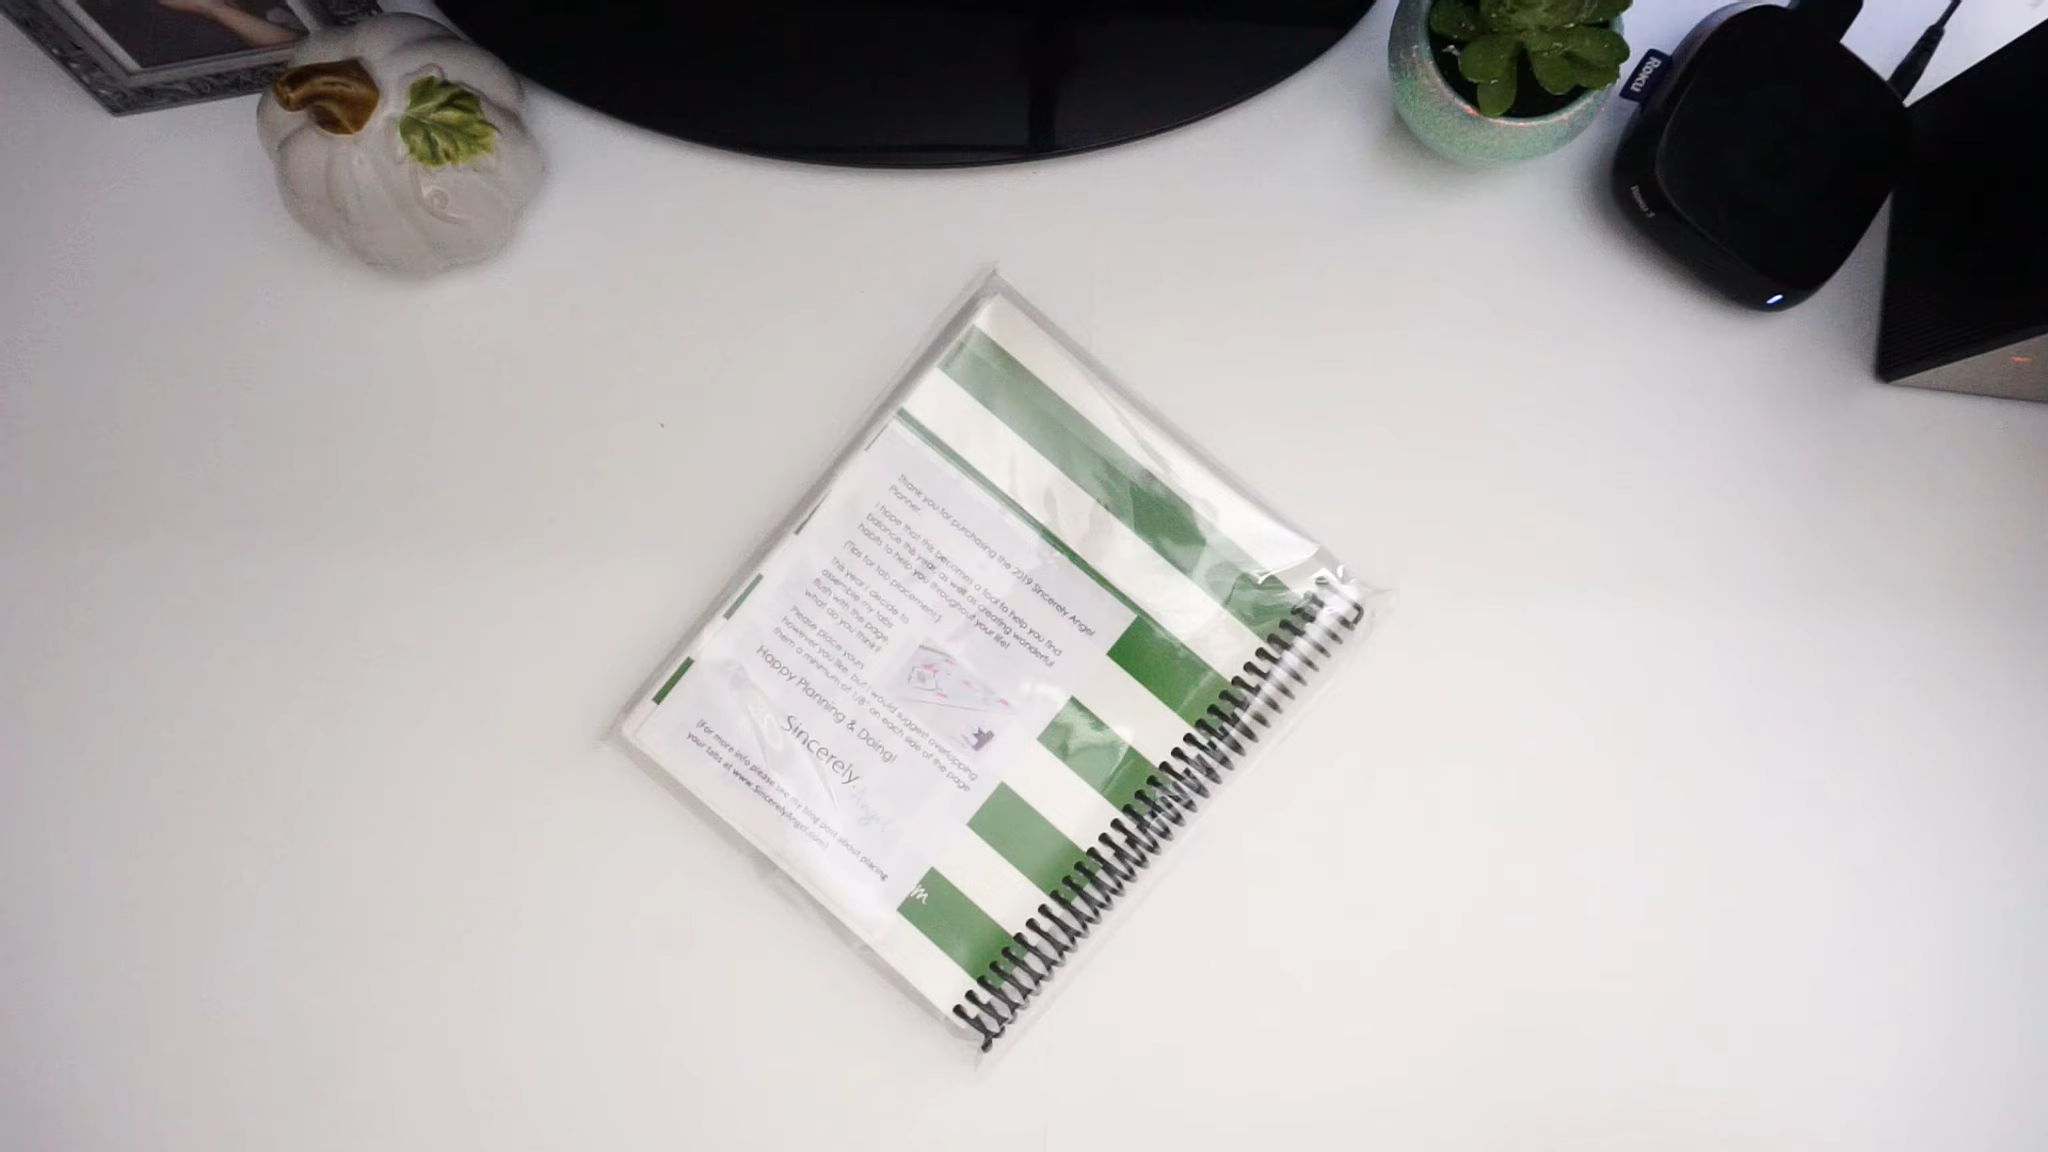 ROKU
Thank you for purchasing the 2019 Sincerely Angel
Planner.
I hope that this becomes a tool to help you find
balance this year, as well as creating wonderful
habits to help you throughout your life!
(Tips for tab placement:)
This year I decide to
assemble my tabs
flush with the page,
what do you think?
Please place yours
however you like, but I would suggest overlapping
them a minimum of 1/8" on each side of the page
Happy Planning & Doing!
Sincerely Angel
(For more info please see my blog post about placing
your tabs at www.SincerelyAngel.com)
m